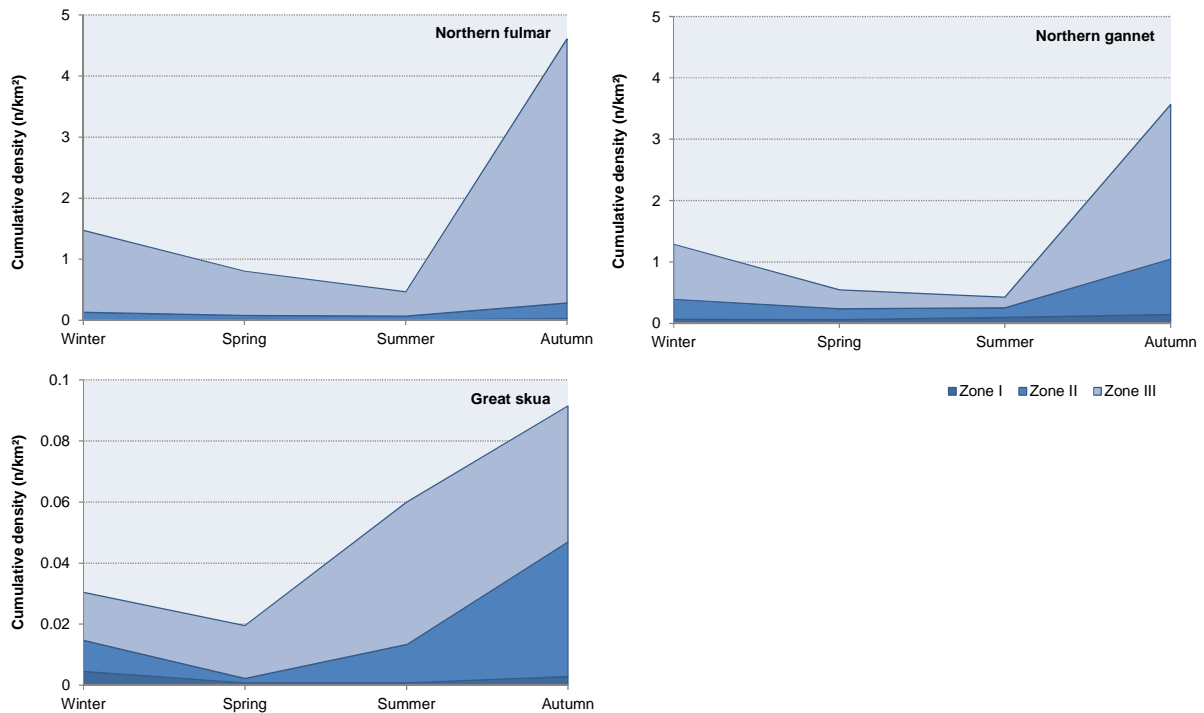 Northern fulmar
Cumulative density (n/km²)
5
4
3
2
1
0
Winter Spring Summer Autumn
Northern gannet
Cumulative density (n/km²)
5
4
3
2
1
0
Winter Spring Summer Autumn
Great skua
Cumulative density (n/km²)
0.1
0.08
0.06
0.04
0.02
0
Winter Spring Summer Autumn
Zone I Zone II Zone III